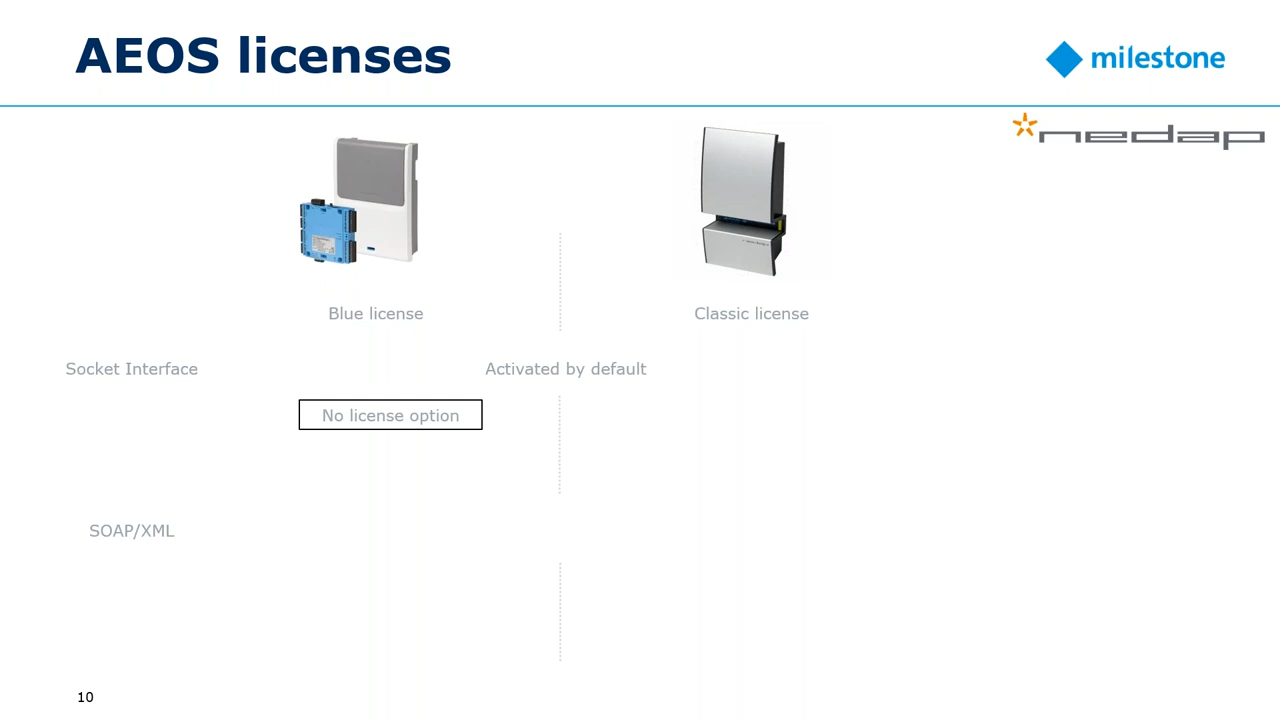 AEOS licenses
milestone
nedap
Blue license
Classic license
Socket Interface
Activated by default
No license option
SOAP/XML
10